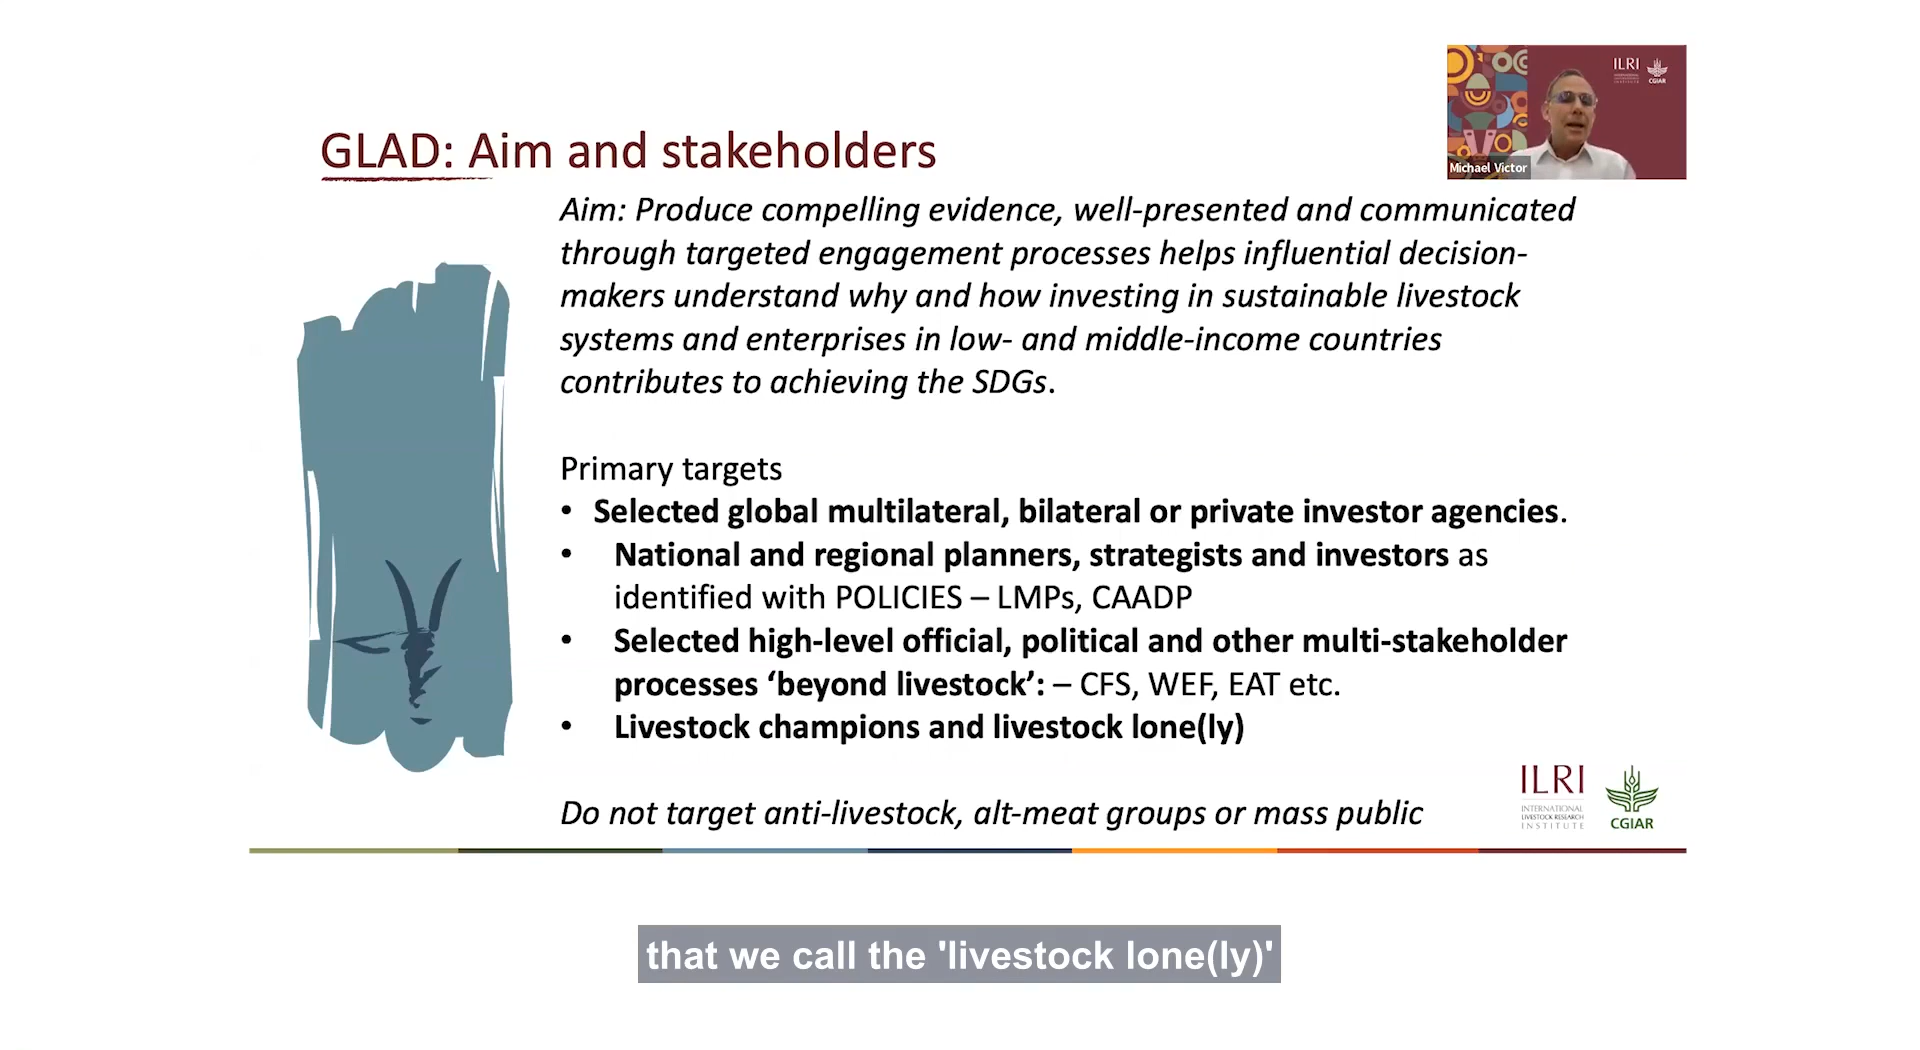 ILRI
CGIAR
Michael Victor
GLAD: Aim and stakeholders
Aim: Produce compelling evidence, well-presented and communicated
through targeted engagement processes helps influential decision-
makers understand why and how investing in sustainable livestock
systems and enterprises in low- and middle-income countries
contributes to achieving the SDGs.
Primary targets
• Selected global multilateral, bilateral or private investor agencies.
• National and regional planners, strategists and investors as
identified with POLICIES – LMPs, CAADP
• Selected high-level official, political and other multi-stakeholder
processes ‘beyond livestock’: – CFS, WEF, EAT etc.
• Livestock champions and livestock lone(ly)
Do not target anti-livestock, alt-meat groups or mass public
ILRI
INTERNATIONAL
LIVESTOCK RESEARCH
INSTITUTE
CGIAR
that we call the 'livestock lone(ly)'